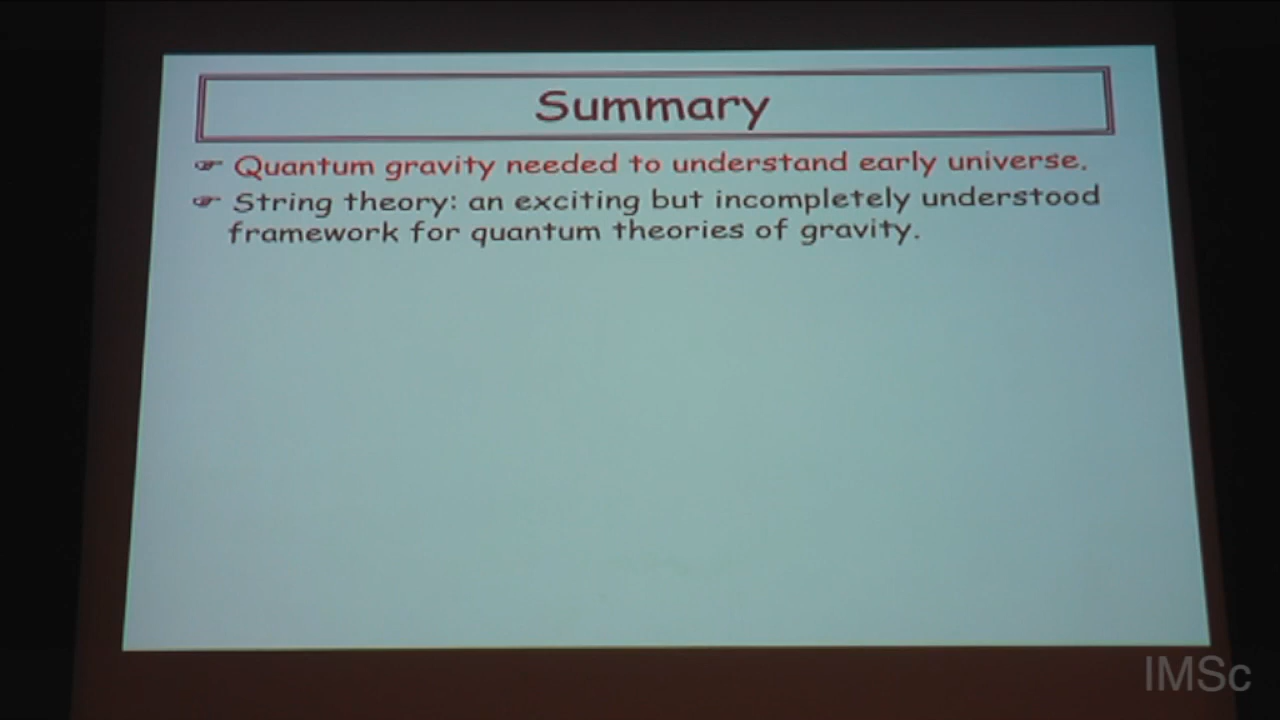 Summary
☞ Quantum gravity needed to understand early universe.
☞ String theory: an exciting but incompletely understood
framework for quantum theories of gravity.
IMSc